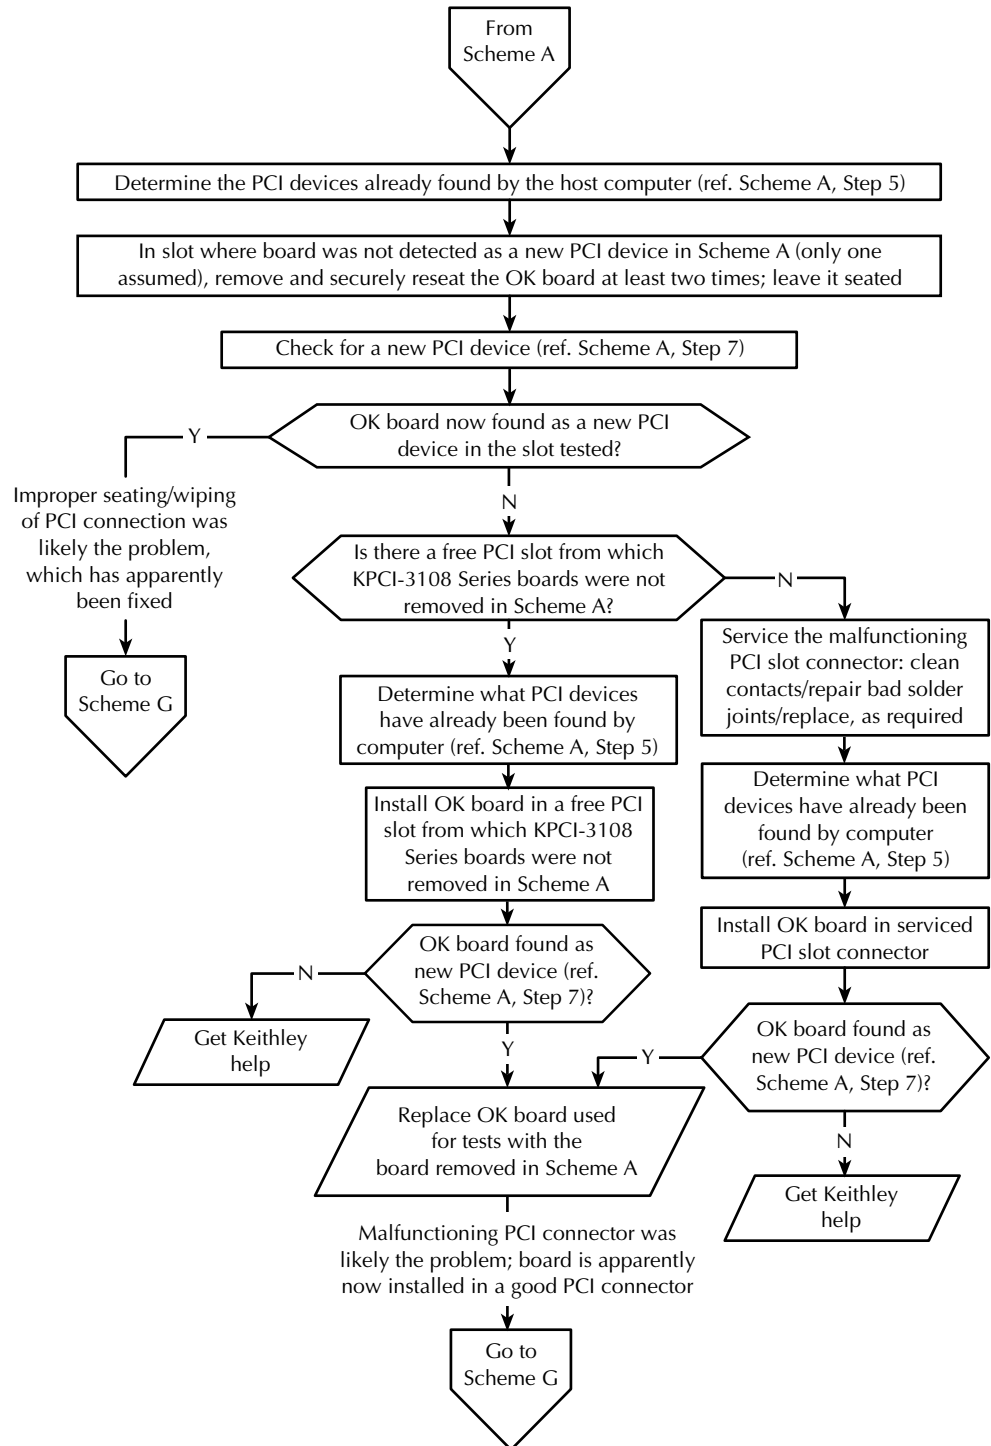 From
Scheme A
Determine the PCI devices already found by the host computer (ref. Scheme A, Step 5)
In slot where board was not detected as a new PCI device in Scheme A (only one
assumed), remove and securely reseat the OK board at least two times; leave it seated
Check for a new PCI device (ref. Scheme A, Step 7)
OK board now found as a new PCI
device in the slot tested?
Y
Improper seating/wiping
of PCI connection was
likely the problem,
which has apparently
been fixed
Go to
Scheme G
N
Is there a free PCI slot from which
KPCI-3108 Series boards were not
removed in Scheme A?
N
Service the malfunctioning
PCI slot connector: clean
contacts/repair bad solder
joints/replace, as required
Y
Determine what PCI devices
have already been found by
computer (ref. Scheme A, Step 5)
Determine what PCI
devices have already been
found by computer
(ref. Scheme A, Step 5)
Install OK board in a free PCI
slot from which KPCI-3108
Series boards were not
removed in Scheme A
Install OK board in serviced
PCI slot connector
OK board found as
new PCI device (ref.
Scheme A, Step 7)?
N
Get Keithley
help
Y
OK board found as
new PCI device (ref.
Scheme A, Step 7)?
Y
Replace OK board used
for tests with the
board removed in Scheme A
N
Get Keithley
help
Malfunctioning PCI connector was
likely the problem; board is apparently
now installed in a good PCI connector
Go to
Scheme G